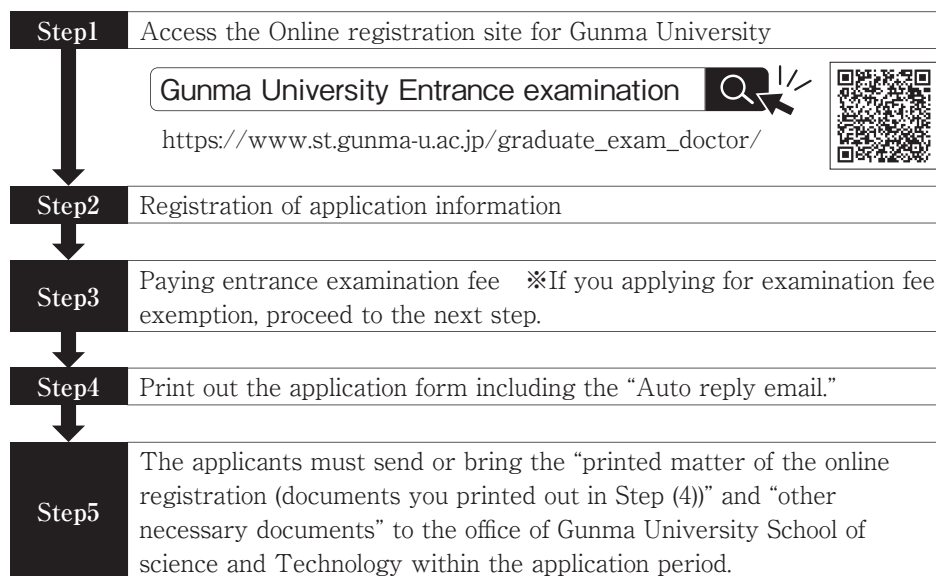 Step1 Access the Online registration site for Gunma University
Gunma University Entrance examination
https://www.st.gunma-u.ac.jp/graduate_exam_doctor/
Step2 Registration of application information
Step3 Paying entrance examination fee ※If you applying for examination fee
exemption, proceed to the next step.
Step4 Print out the application form including the “Auto reply email.”
Step5 The applicants must send or bring the “printed matter of the online
registration (documents you printed out in Step (4))” and “other
necessary documents” to the office of Gunma University School of
science and Technology within the application period.